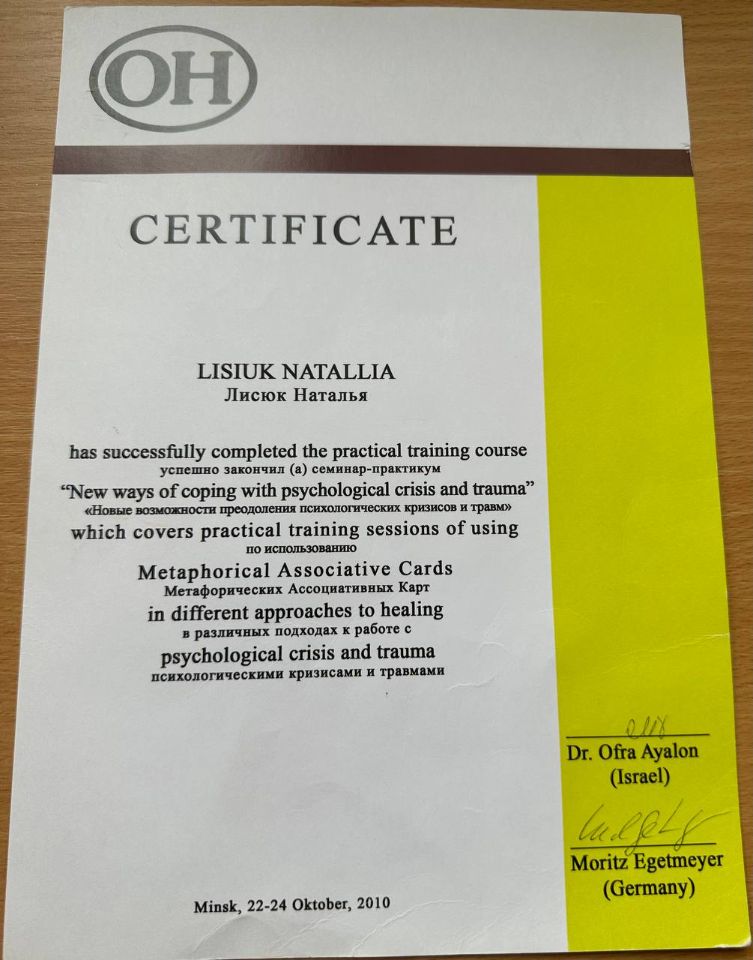 OH
CERTIFICATE
LISIUK NATALLIA
Лисюк Наталья
has successfully completed the practical training course
успешно закончил (а) семинар-практикум
“New ways of coping with psychological crisis and trauma”
«Новые возможности преодоления психологических кризисов и травм»
which covers practical training sessions of using
по использованию
Metaphorical Associative Cards
Метафорических Ассоциативных Карт
in different approaches to healing
в различных подходах к работе с
psychological crisis and trauma
психологическими кризисами и травмами
Dr. Ofra Ayalon
(Israel)
Moritz Egetmeyer
(Germany)
Minsk, 22-24 Oktober, 2010